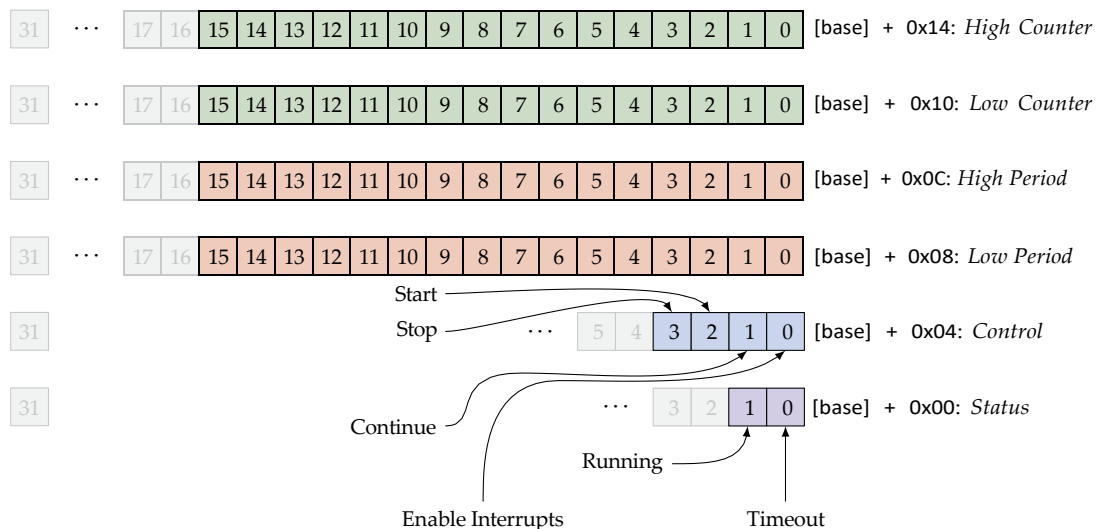 31 ... 17 16 15 14 13 12 11 10 9 8 7 6 5 4 3 2 1 0 [base] + 0x14: High Counter
31 ... 17 16 15 14 13 12 11 10 9 8 7 6 5 4 3 2 1 0 [base] + 0x10: Low Counter
31 ... 17 16 15 14 13 12 11 10 9 8 7 6 5 4 3 2 1 0 [base] + 0x0C: High Period
31 ... 17 16 15 14 13 12 11 10 9 8 7 6 5 4 3 2 1 0 [base] + 0x08: Low Period
Start
Stop
31 ... 5 4 3 2 1 0 [base] + 0x04: Control
31 ... 3 2 1 0 [base] + 0x00: Status
Continue
Running
Enable Interrupts
Timeout